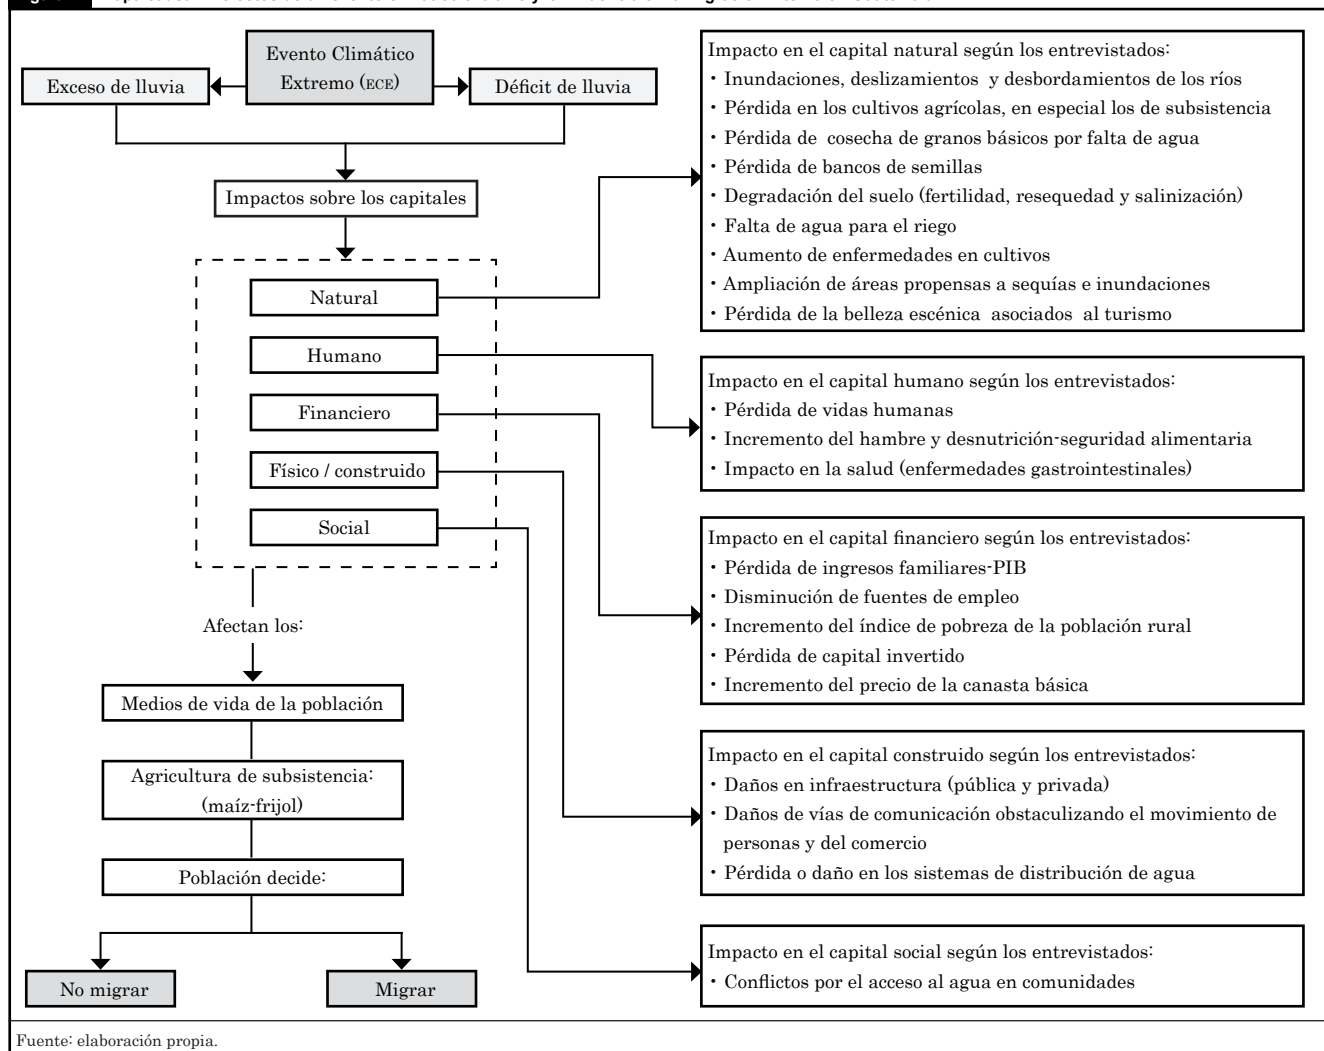 Evento Climático
Extremo (ECE)
Exceso de lluvia
Déficit de lluvia
Impactos sobre los capitales
Natural
Humano
Financiero
Físico / construido
Social
Afectan los:
Medios de vida de la población
Agricultura de subsistencia:
(maíz-frijol)
Población decide:
No migrar
Migrar
Impacto en el capital natural según los entrevistados:
• Inundaciones, deslizamientos y desbordamientos de los ríos
• Pérdida en los cultivos agrícolas, en especial los de subsistencia
• Pérdida de cosecha de granos básicos por falta de agua
• Pérdida de bancos de semillas
• Degradación del suelo (fertilidad, resequedad y salinización)
• Falta de agua para el riego
• Aumento de enfermedades en cultivos
• Ampliación de áreas propensas a sequías e inundaciones
• Pérdida de la belleza escénica asociados al turismo
Impacto en el capital humano según los entrevistados:
• Pérdida de vidas humanas
• Incremento del hambre y desnutrición-seguridad alimentaria
• Impacto en la salud (enfermedades gastrointestinales)
Impacto en el capital financiero según los entrevistados:
• Pérdida de ingresos familiares-PIB
• Disminución de fuentes de empleo
• Incremento del índice de pobreza de la población rural
• Pérdida de capital invertido
• Incremento del precio de la canasta básica
Impacto en el capital construido según los entrevistados:
• Daños en infraestructura (pública y privada)
• Daños de vías de comunicación obstaculizando el movimiento de
personas y del comercio
• Pérdida o daño en los sistemas de distribución de agua
Impacto en el capital social según los entrevistados:
• Conflictos por el acceso al agua en comunidades
Fuente: elaboración propia.